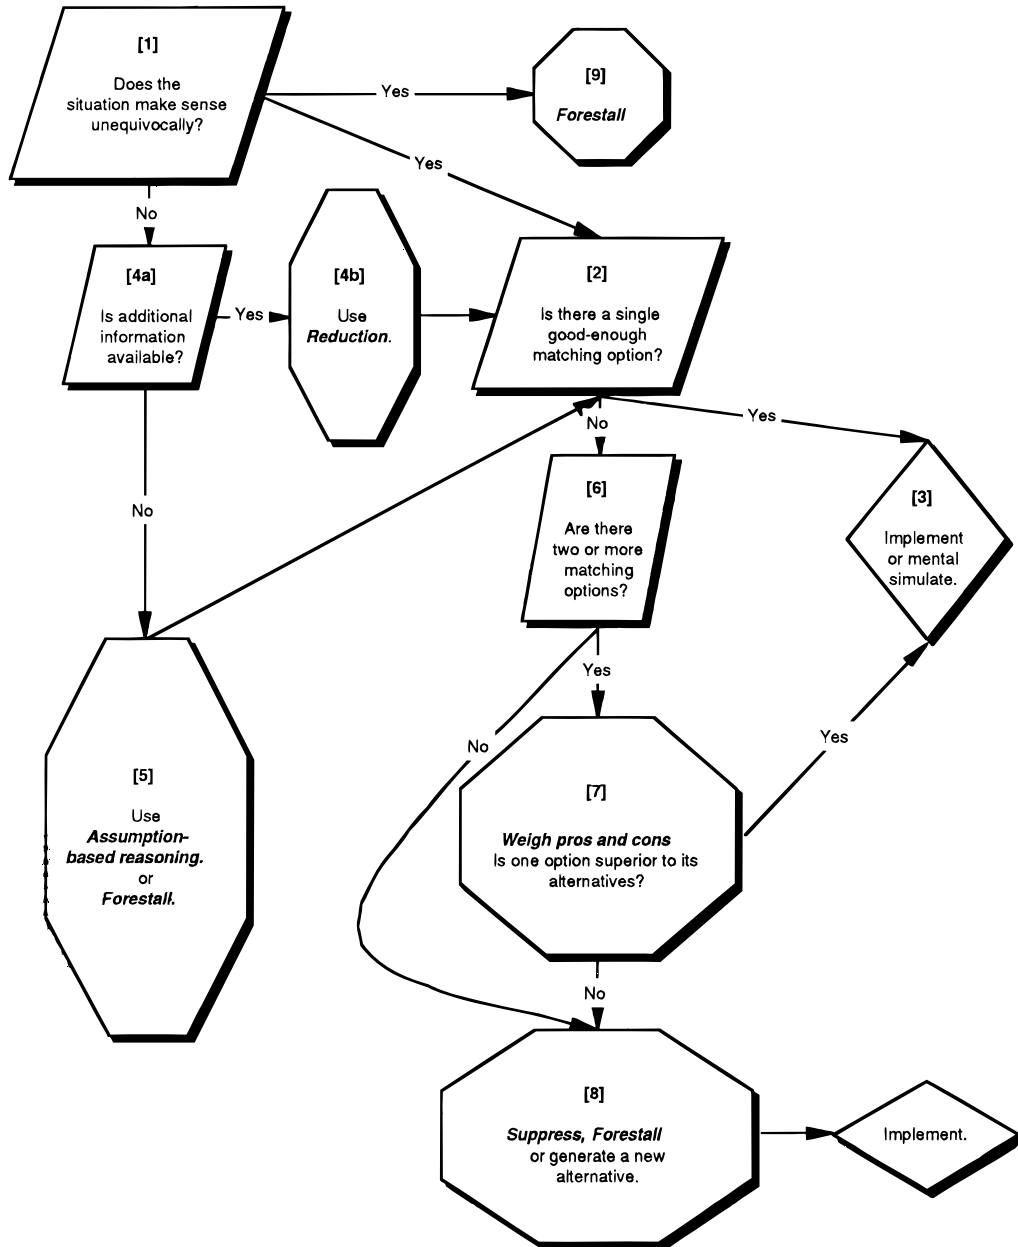 [1]
Does the
situation make sense
unequivocally?
Yes
[9]
Forestall
Yes
No
[4a]
Is additional
information
available?
Yes
[4b]
Use
Reduction.
[2]
Is there a single
good-enough
matching option?
No
Yes
[6]
Are there
two or more
matching
options?
[3]
Implement
or mental
simulate.
No
Yes
No
Yes
[5]
Use
Assumption-
based reasoning.
or
Forestall.
[7]
Weigh pros and cons
Is one option superior to its
alternatives?
No
[8]
Suppress, Forestall
or generate a new
alternative.
Implement.